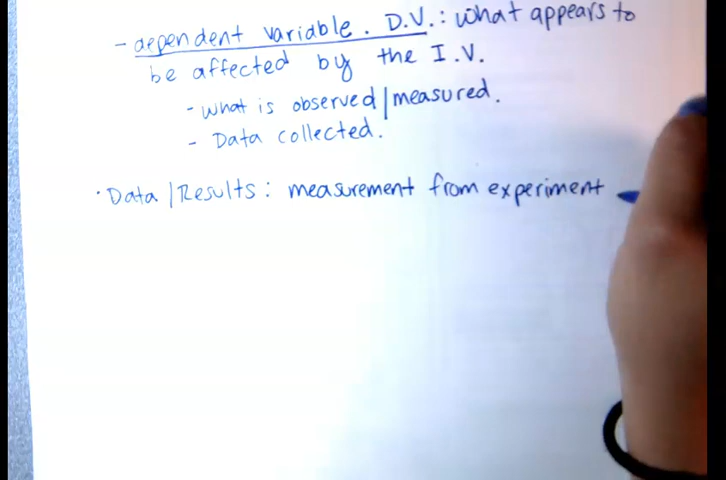 - dependent variable. D.V.: what appears to
be affected by the I.V.
- what is observed/measured.
- Data collected.
• Data/Results: measurement from experiment